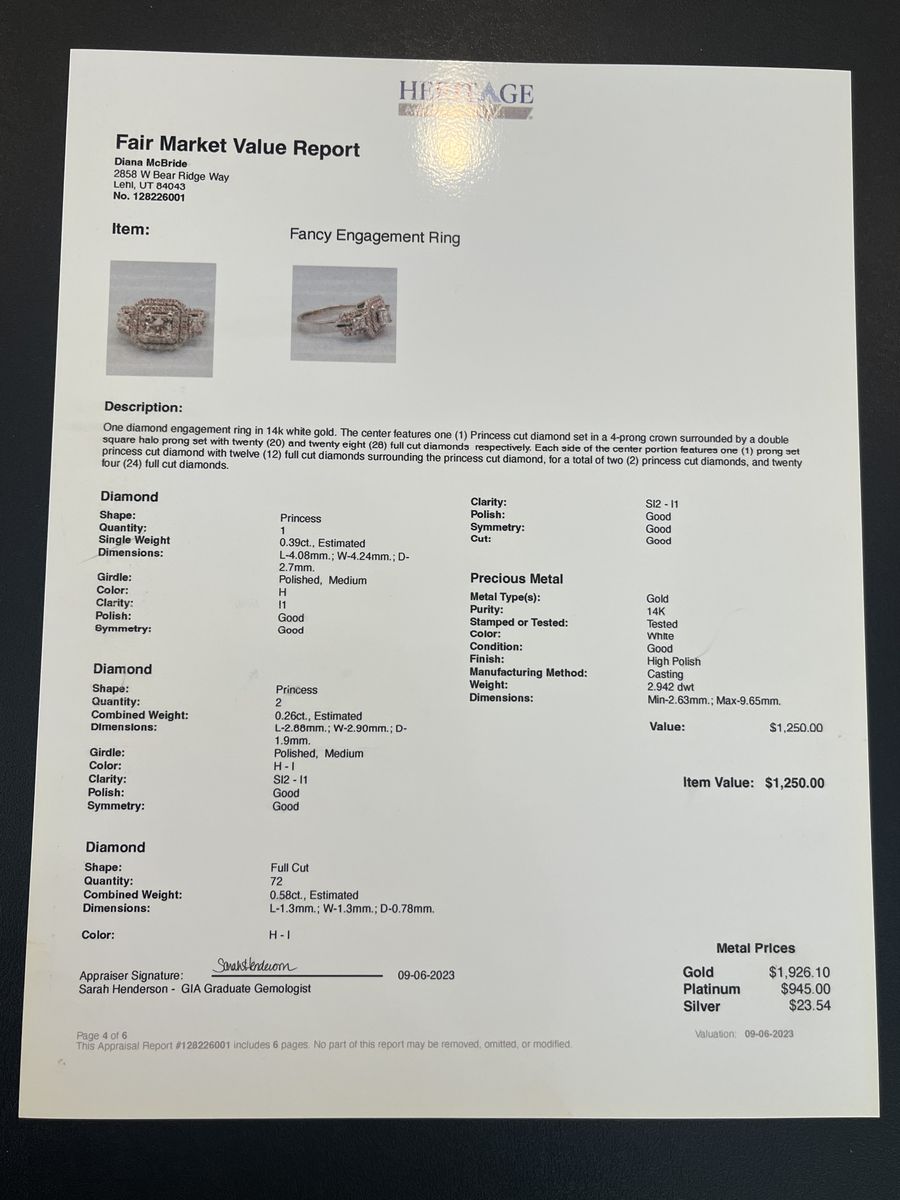 HERITAGE
Fair Market Value Report
Diana McBride
2858 W Bear Ridge Way
Lehi, UT 84043
No. 128226001
Item:
Fancy Engagement Ring
Description:
One diamond engagement ring in 14k white gold. The center features one (1) Princess cut diamond set in a 4-prong crown surrounded by a double
square halo prong set with twenty (20) and twenty eight (28) full cut diamonds respectively. Each side of the center portion features one (1) prong set
princess cut diamond with twelve (12) full cut diamonds surrounding the princess cut diamond, for a total of two (2) princess cut diamonds, and twenty
four (24) full cut diamonds.
Diamond
Shape: Princess
Quantity: 1
Single Weight 0.39ct., Estimated
Dimensions: L-4.08mm.; W-4.24mm.; D-
2.7mm.
Girdle: Polished, Medium
Color: H
Clarity: I1
Polish: Good
Symmetry: Good
Diamond
Shape: Princess
Quantity: 2
Combined Weight: 0.26ct., Estimated
Dimensions: L-2.88mm.; W-2.90mm.; D-
1.9mm.
Girdle: Polished, Medium
Color: H - I
Clarity: SI2 - I1
Polish: Good
Symmetry: Good
Diamond
Shape: Full Cut
Quantity: 72
Combined Weight: 0.58ct., Estimated
Dimensions: L-1.3mm.; W-1.3mm.; D-0.78mm.
Color: H - I
Clarity: SI2 - I1
Polish: Good
Symmetry: Good
Cut: Good
Precious Metal
Metal Type(s): Gold
Purity: 14K
Stamped or Tested: Tested
Color: White
Condition: Good
Finish: High Polish
Manufacturing Method: Casting
Weight: 2.942 dwt
Dimensions: Min-2.63mm.; Max-9.65mm.
Value: $1,250.00
Item Value: $1,250.00
Appraiser Signature: Sarah Henderson 09-06-2023
Sarah Henderson - GIA Graduate Gemologist
Metal Prices
Gold $1,926.10
Platinum $945.00
Silver $23.54
Valuation: 09-06-2023
Page 4 of 6
This Appraisal Report #128226001 includes 6 pages. No part of this report may be removed, omitted, or modified.